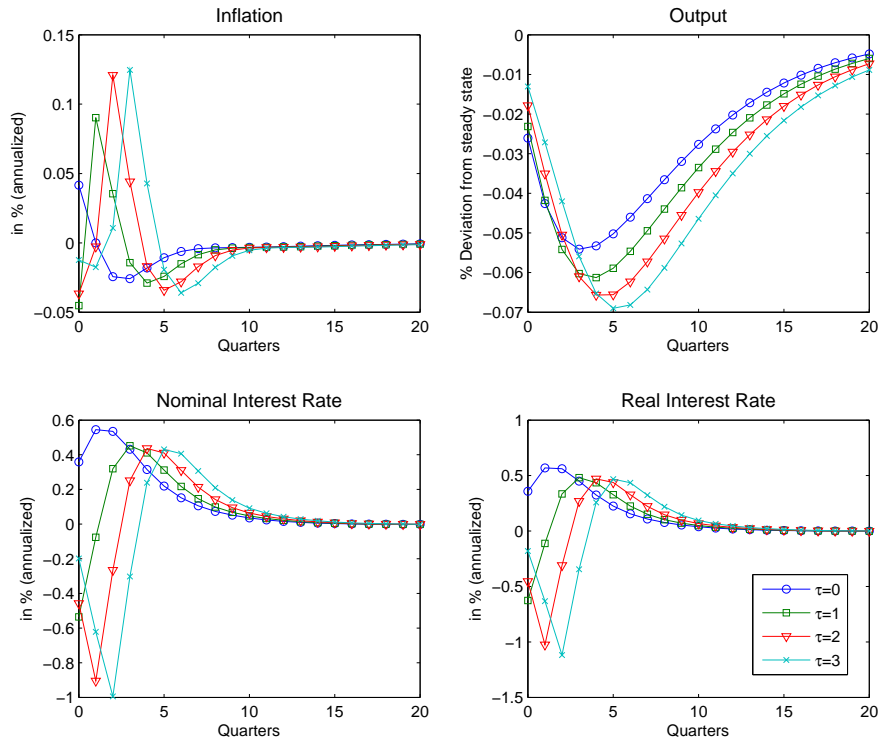 Inflation
0.15
0.1
0.05
0
−0.05
in % (annualized)
0 5 10 15 20
Quarters
Output
0
−0.01
−0.02
−0.03
−0.04
−0.05
−0.06
−0.07
% Deviation from steady state
0 5 10 15 20
Quarters
Nominal Interest Rate
0.6
0.4
0.2
0
−0.2
−0.4
−0.6
−0.8
−1
in % (annualized)
0 5 10 15 20
Quarters
Real Interest Rate
1
0.5
0
−0.5
−1
−1.5
in % (annualized)
0 5 10 15 20
Quarters
τ=0
τ=1
τ=2
τ=3